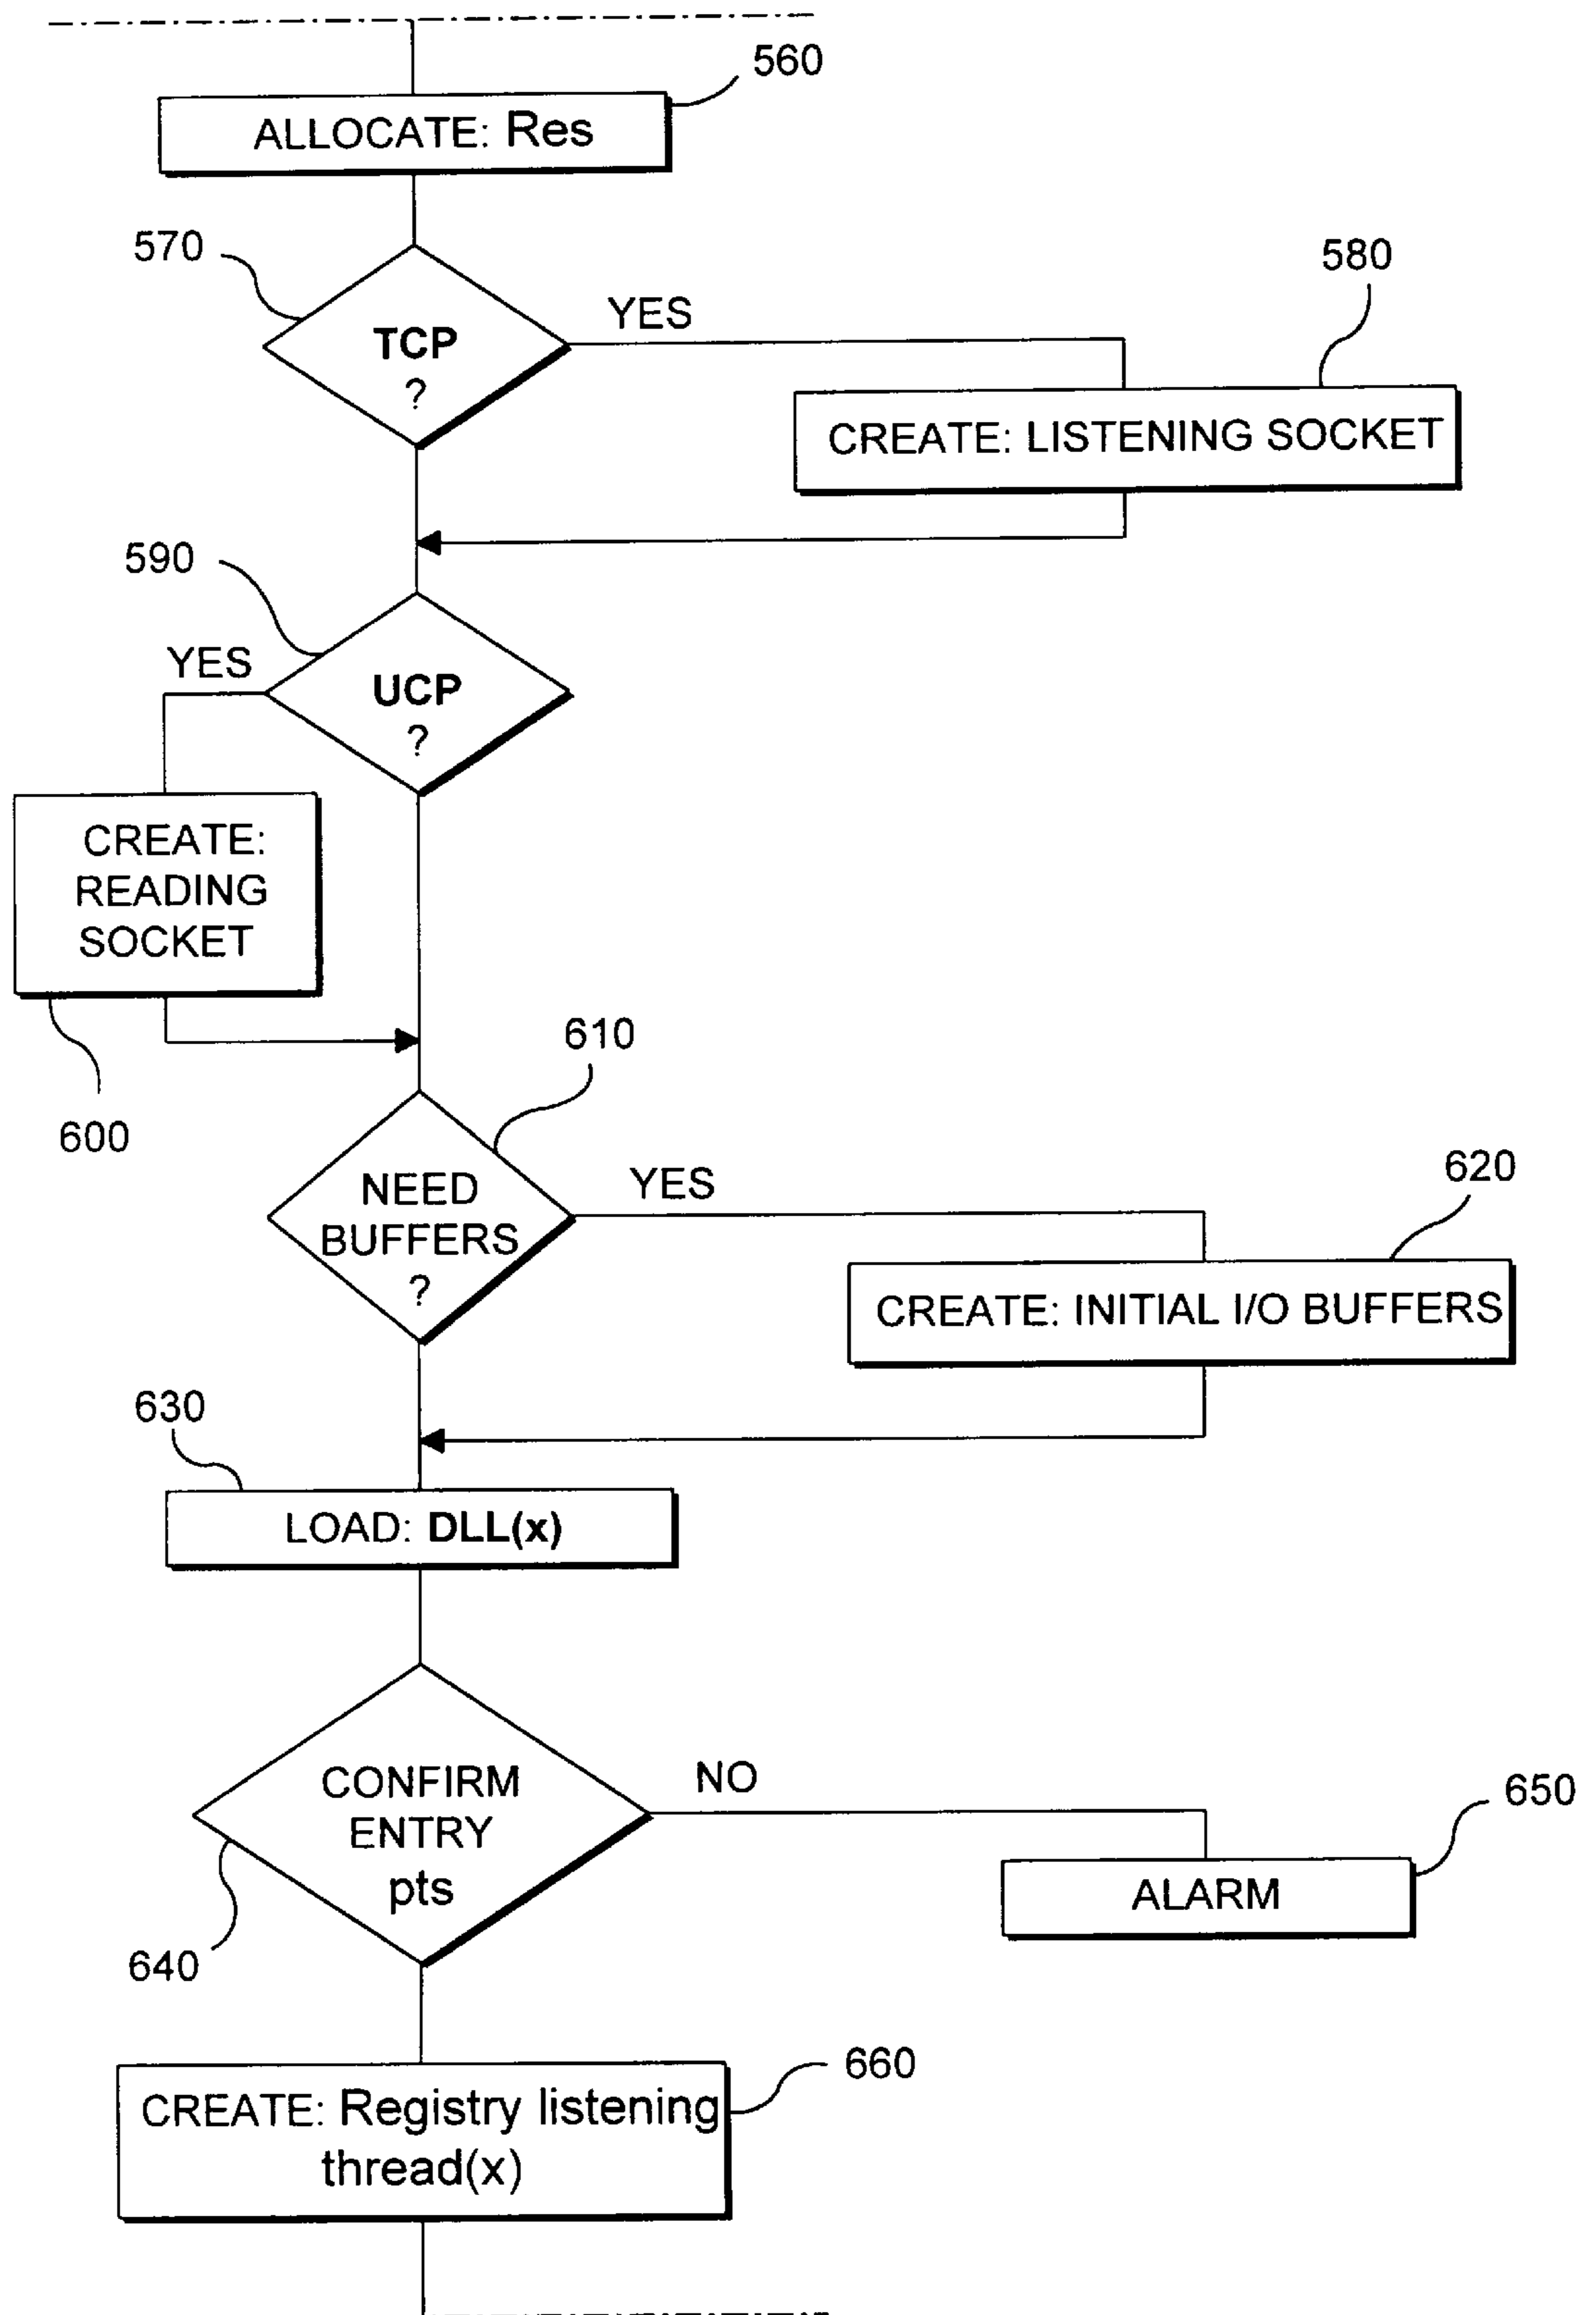 560
ALLOCATE: Res
570
580
YES
TCP
?
CREATE: LISTENING SOCKET
590
YES
UCP
?
CREATE:
READING
SOCKET
610
600
620
YES
NEED
BUFFERS
?
CREATE: INITIAL I/O BUFFERS
630
LOAD: DLL(x)
NO
CONFIRM
ENTRY
pts
650
ALARM
640
660
CREATE: Registry listening
thread(x)